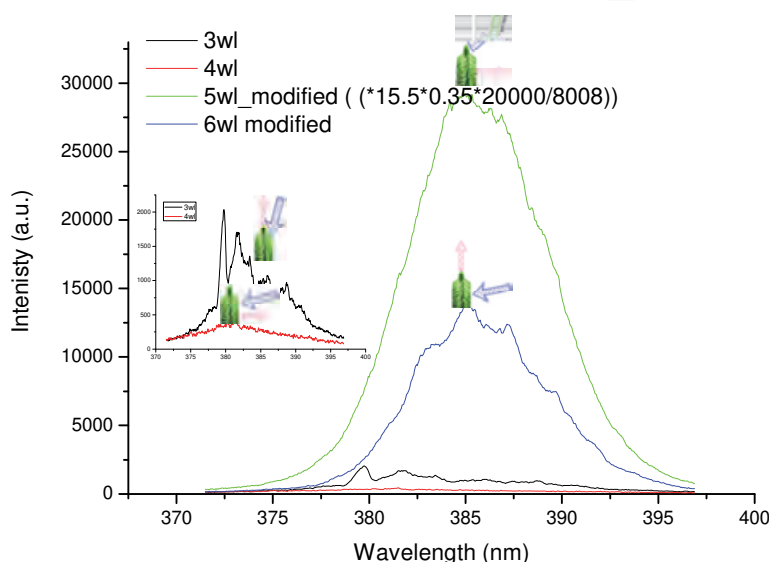 3wl
4wl
5wl_modified ( (*15.5*0.35*20000/8008))
6wl modified
30000
25000
20000
15000
10000
5000
0
Intenisty (a.u.)
370 375 380 385 390 395 400
Wavelength (nm)
3wl
4wl
2000
1500
1000
500
0
370 375 380 385 390 395 400